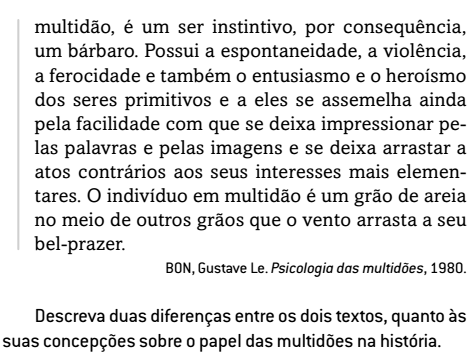 multidão, é um ser instintivo, por consequência,
um bárbaro. Possui a espontaneidade, a violência,
a ferocidade e também o entusiasmo e o heroísmo
dos seres primitivos e a eles se assemelha ainda
pela facilidade com que se deixa impressionar pe-
las palavras e pelas imagens e se deixa arrastar a
atos contrários aos seus interesses mais elemen-
tares. O indivíduo em multidão é um grão de areia
no meio de outros grãos que o vento arrasta a seu
bel-prazer.
BON, Gustave Le. Psicologia das multidões, 1980.
Descreva duas diferenças entre os dois textos, quanto às
suas concepções sobre o papel das multidões na história.